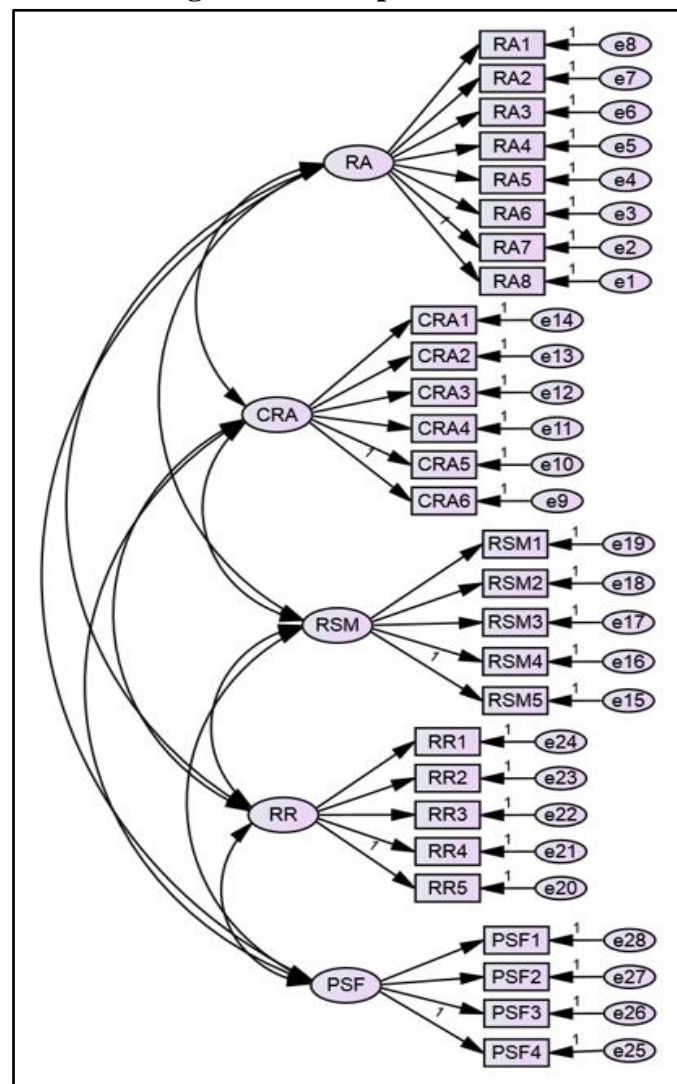 RA1 1 e8
RA2 1 e7
RA3 1 e6
RA4 1 e5
RA
RA5 1 e4
RA6 1 e3
1
RA7 1 e2
RA8 1 e1
CRA1 1 e14
CRA2 1 e13
CRA3 1 e12
CRA
CRA4 1 e11
1
CRA5 1 e10
CRA6 1 e9
RSM1 1 e19
RSM2 1 e18
RSM
RSM3 1 e17
1
RSM4 1 e16
RSM5 1 e15
RR1 1 e24
RR2 1 e23
RR
RR3 1 e22
1
RR4 1 e21
RR5 1 e20
PSF1 1 e28
PSF2 1 e27
PSF
PSF3 1 e26
1
PSF4 1 e25